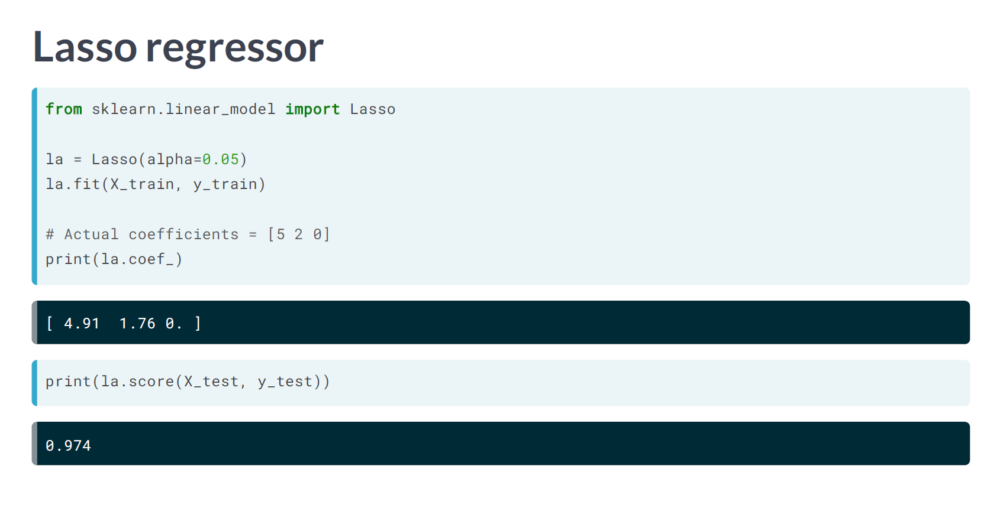 Lasso regressor
from sklearn.linear_model import Lasso
la = Lasso(alpha=0.05)
la.fit(X_train, y_train)
# Actual coefficients = [5 2 0]
print(la.coef_)
[ 4.91  1.76 0. ]
print(la.score(X_test, y_test))
0.974